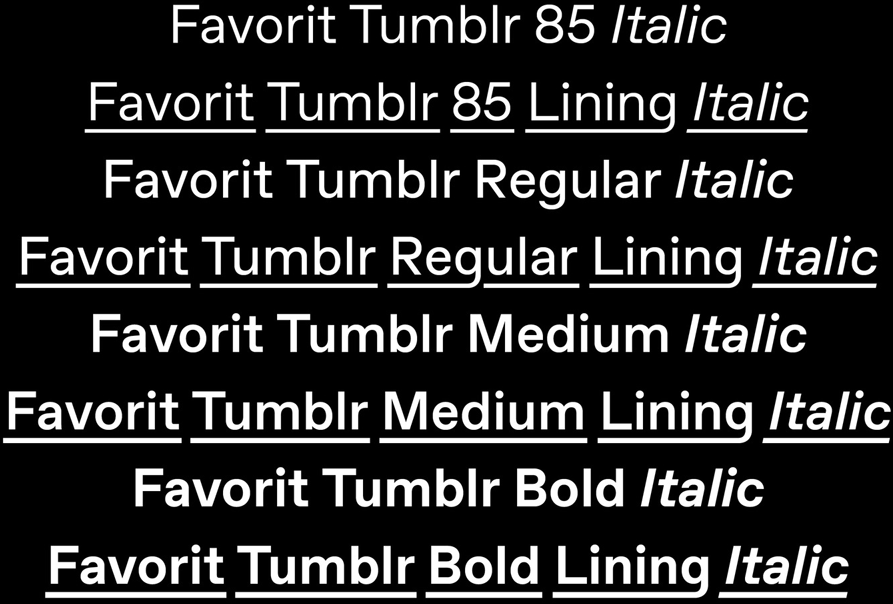 Favorit Tumblr 85 Italic
Favorit Tumblr 85 Lining Italic
Favorit Tumblr Regular Italic
Favorit Tumblr Regular Lining Italic
Favorit Tumblr Medium Italic
Favorit Tumblr Medium Lining Italic
Favorit Tumblr Bold Italic
Favorit Tumblr Bold Lining Italic